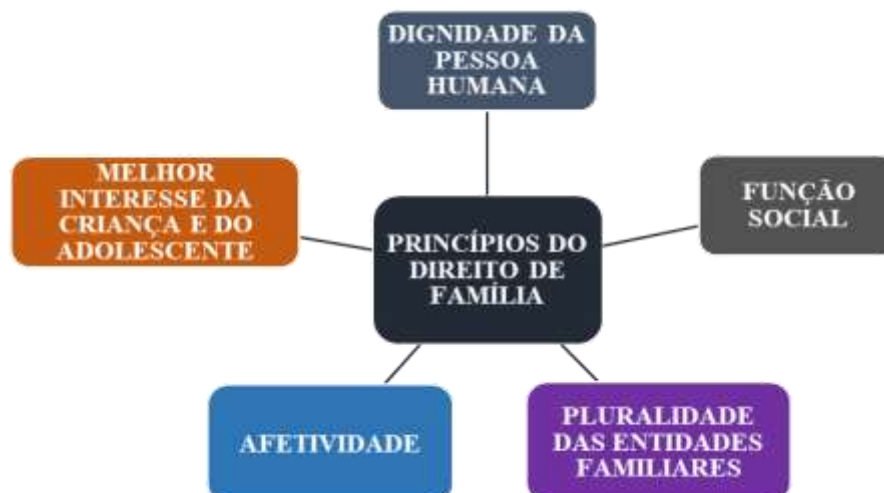 DIGNIDADE DA
PESSOA
HUMANA
MELHOR
INTERESSE DA
CRIANÇA E DO
ADOLESCENTE
FUNÇÃO
SOCIAL
PRINCÍPIOS DO
DIREITO DE
FAMÍLIA
AFETIVIDADE
PLURALIDADE
DAS ENTIDADES
FAMILIARES